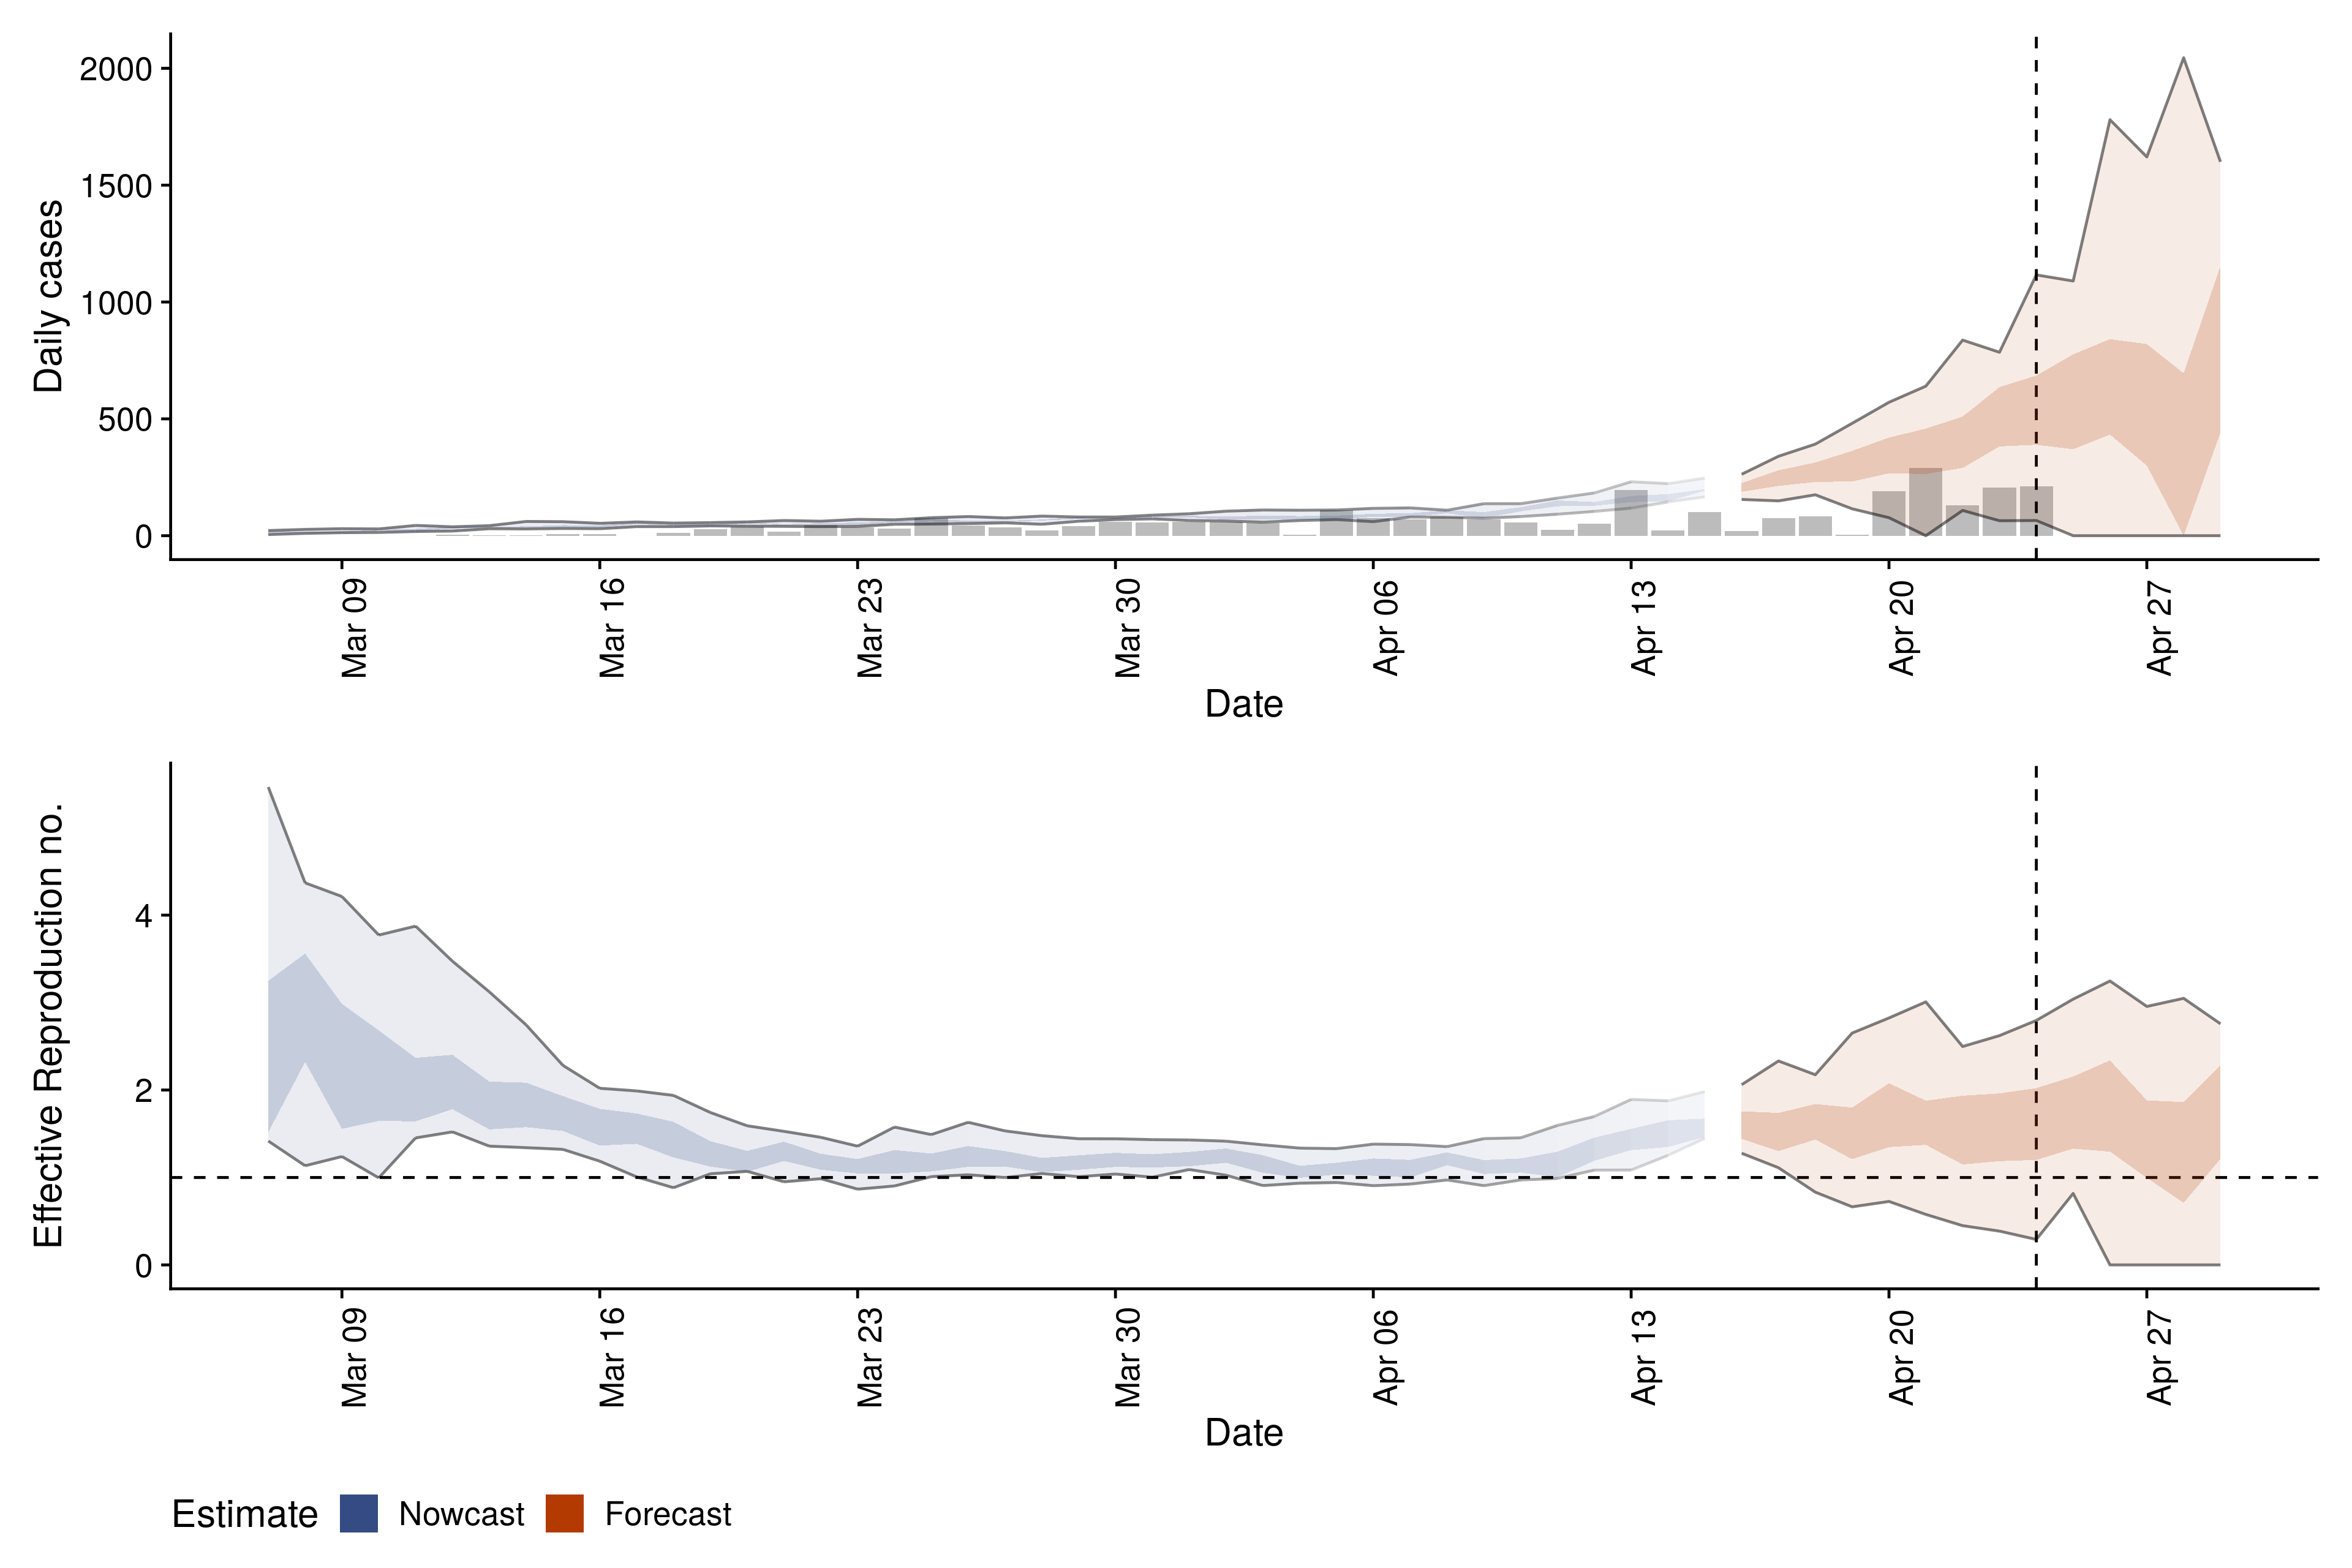 Daily cases
2000
1500
1000
500
0
Mar 09
Mar 16
Mar 23
Mar 30
Apr 06
Apr 13
Apr 20
Apr 27
Date
Effective Reproduction no.
4
2
0
Mar 09
Mar 16
Mar 23
Mar 30
Apr 06
Apr 13
Apr 20
Apr 27
Date
Estimate Nowcast Forecast